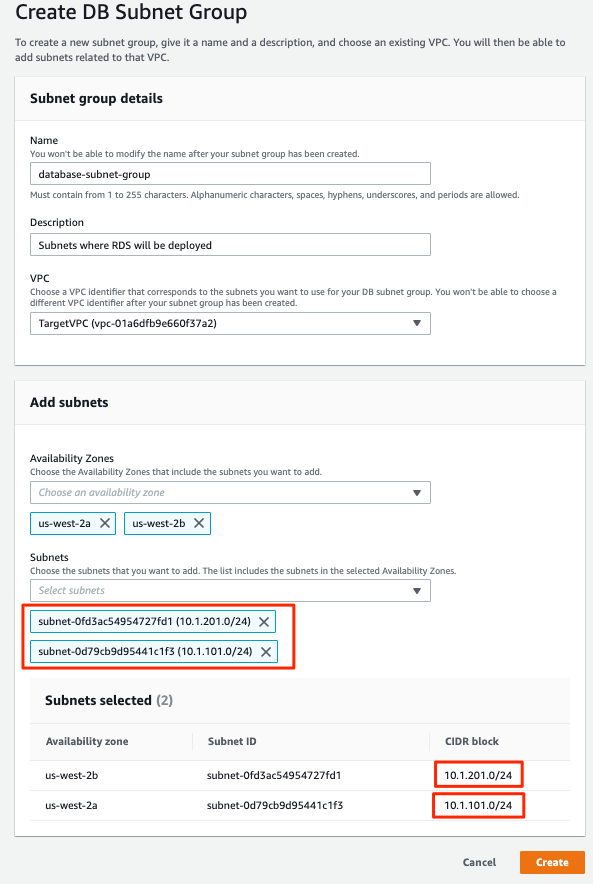 Create DB Subnet Group
To create a new subnet group, give it a name and a description, and choose an existing VPC. You will then be able to
add subnets related to that VPC.
Subnet group details
Name
You won't be able to modify the name after your subnet group has been created.
database-subnet-group
Must contain from 1 to 255 characters. Alphanumeric characters, spaces, hyphens, underscores, and periods are allowed.
Description
Subnets where RDS will be deployed
VPC
Choose a VPC identifier that corresponds to the subnets you want to use for your DB subnet group. You won't be able to choose a
different VPC identifier after your subnet group has been created.
TargetVPC (vpc-01a6dfb9e660f37a2)
Add subnets
Availability Zones
Choose the Availability Zones that include the subnets you want to add.
Choose an availability zone
us-west-2a us-west-2b
Subnets
Choose the subnets that you want to add. The list includes the subnets in the selected Availability Zones.
Select subnets
subnet-0fd3ac54954727fd1 (10.1.201.0/24)
subnet-0d79cb9d95441c1f3 (10.1.101.0/24)
Subnets selected (2)
Availability zone Subnet ID CIDR block
us-west-2b subnet-0fd3ac54954727fd1 10.1.201.0/24
us-west-2a subnet-0d79cb9d95441c1f3 10.1.101.0/24
Cancel Create